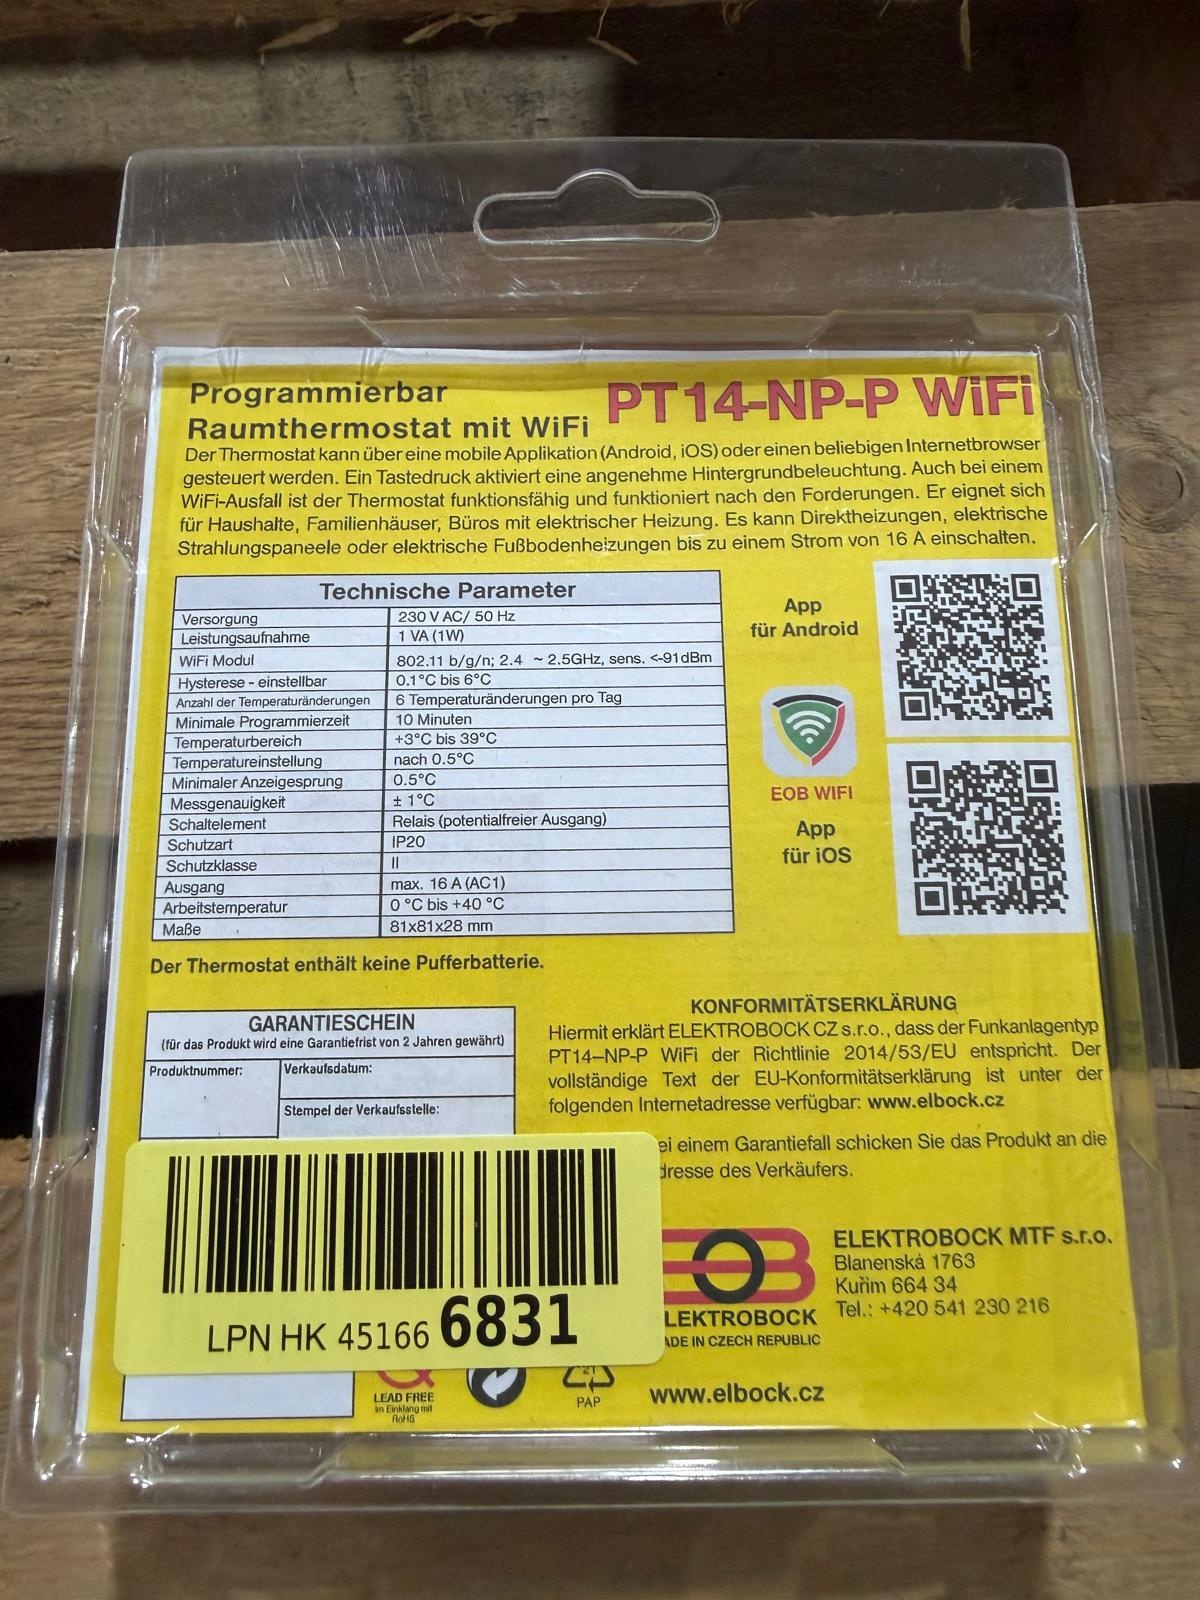 Programmierbar
Raumthermostat mit WiFi
PT14-NP-P WiFi
Der Thermostat kann über eine mobile Applikation (Android, iOS) oder einen beliebigen Internetbrowser
gesteuert werden. Ein Tastedruck aktiviert eine angenehme Hintergrundbeleuchtung. Auch bei einem
WiFi-Ausfall ist der Thermostat funktionsfähig und funktioniert nach den Forderungen. Er eignet sich
für Haushalte, Familienhäuser, Büros mit elektrischer Heizung. Es kann Direktheizungen, elektrische
Strahlungspaneele oder elektrische Fußbodenheizungen bis zu einem Strom von 16 A einschalten.
Technische Parameter
Versorgung 230 V AC/ 50 Hz
Leistungsaufnahme 1 VA (1W)
WiFi Modul 802.11 b/g/n; 2.4 ~ 2.5GHz, sens. <-91dBm
Hysterese - einstellbar 0.1°C bis 6°C
Anzahl der Temperaturänderungen 6 Temperaturänderungen pro Tag
Minimale Programmierzeit 10 Minuten
Temperaturbereich +3°C bis 39°C
Temperatureinstellung nach 0.5°C
Minimaler Anzeigesprung 0.5°C
Messgenauigkeit ± 1°C
Schaltelement Relais (potentialfreier Ausgang)
Schutzart IP20
Schutzklasse II
Ausgang max. 16 A (AC1)
Arbeitstemperatur 0 °C bis +40 °C
Maße 81x81x28 mm
App
für Android
EOB WIFI
App
für iOS
Der Thermostat enthält keine Pufferbatterie.
GARANTIESCHEIN
(für das Produkt wird eine Garantiefrist von 2 Jahren gewährt)
Produktnummer:
Verkaufsdatum:
Stempel der Verkaufsstelle:
KONFORMITÄTSERKLÄRUNG
Hiermit erklärt ELEKTROBOCK CZ s.r.o., dass der Funkanlagentyp
PT14–NP-P WiFi der Richtlinie 2014/53/EU entspricht. Der
vollständige Text der EU-Konformitätserklärung ist unter der
folgenden Internetadresse verfügbar: www.elbock.cz
ei einem Garantiefall schicken Sie das Produkt an die
dresse des Verkäufers.
LPN HK 45166 6831
LEKTROBOCK
ADE IN CZECH REPUBLIC
ELEKTROBOCK MTF s.r.o.
Blanenská 1763
Kuřim 664 34
Tel.: +420 541 230 216
LEAD FREE
im Einklang mit
RoHS
21
PAP
www.elbock.cz